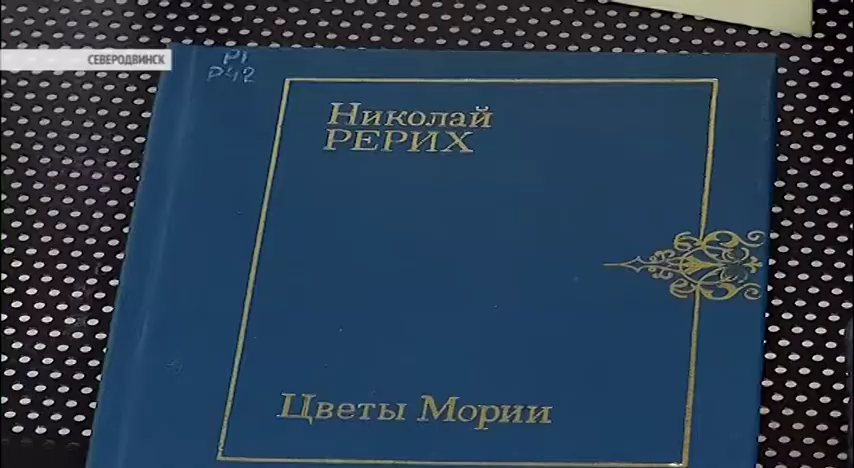 СЕВЕРОДВИНСК
Р1
Р42
Николай
РЕРИХ
Цветы Мории